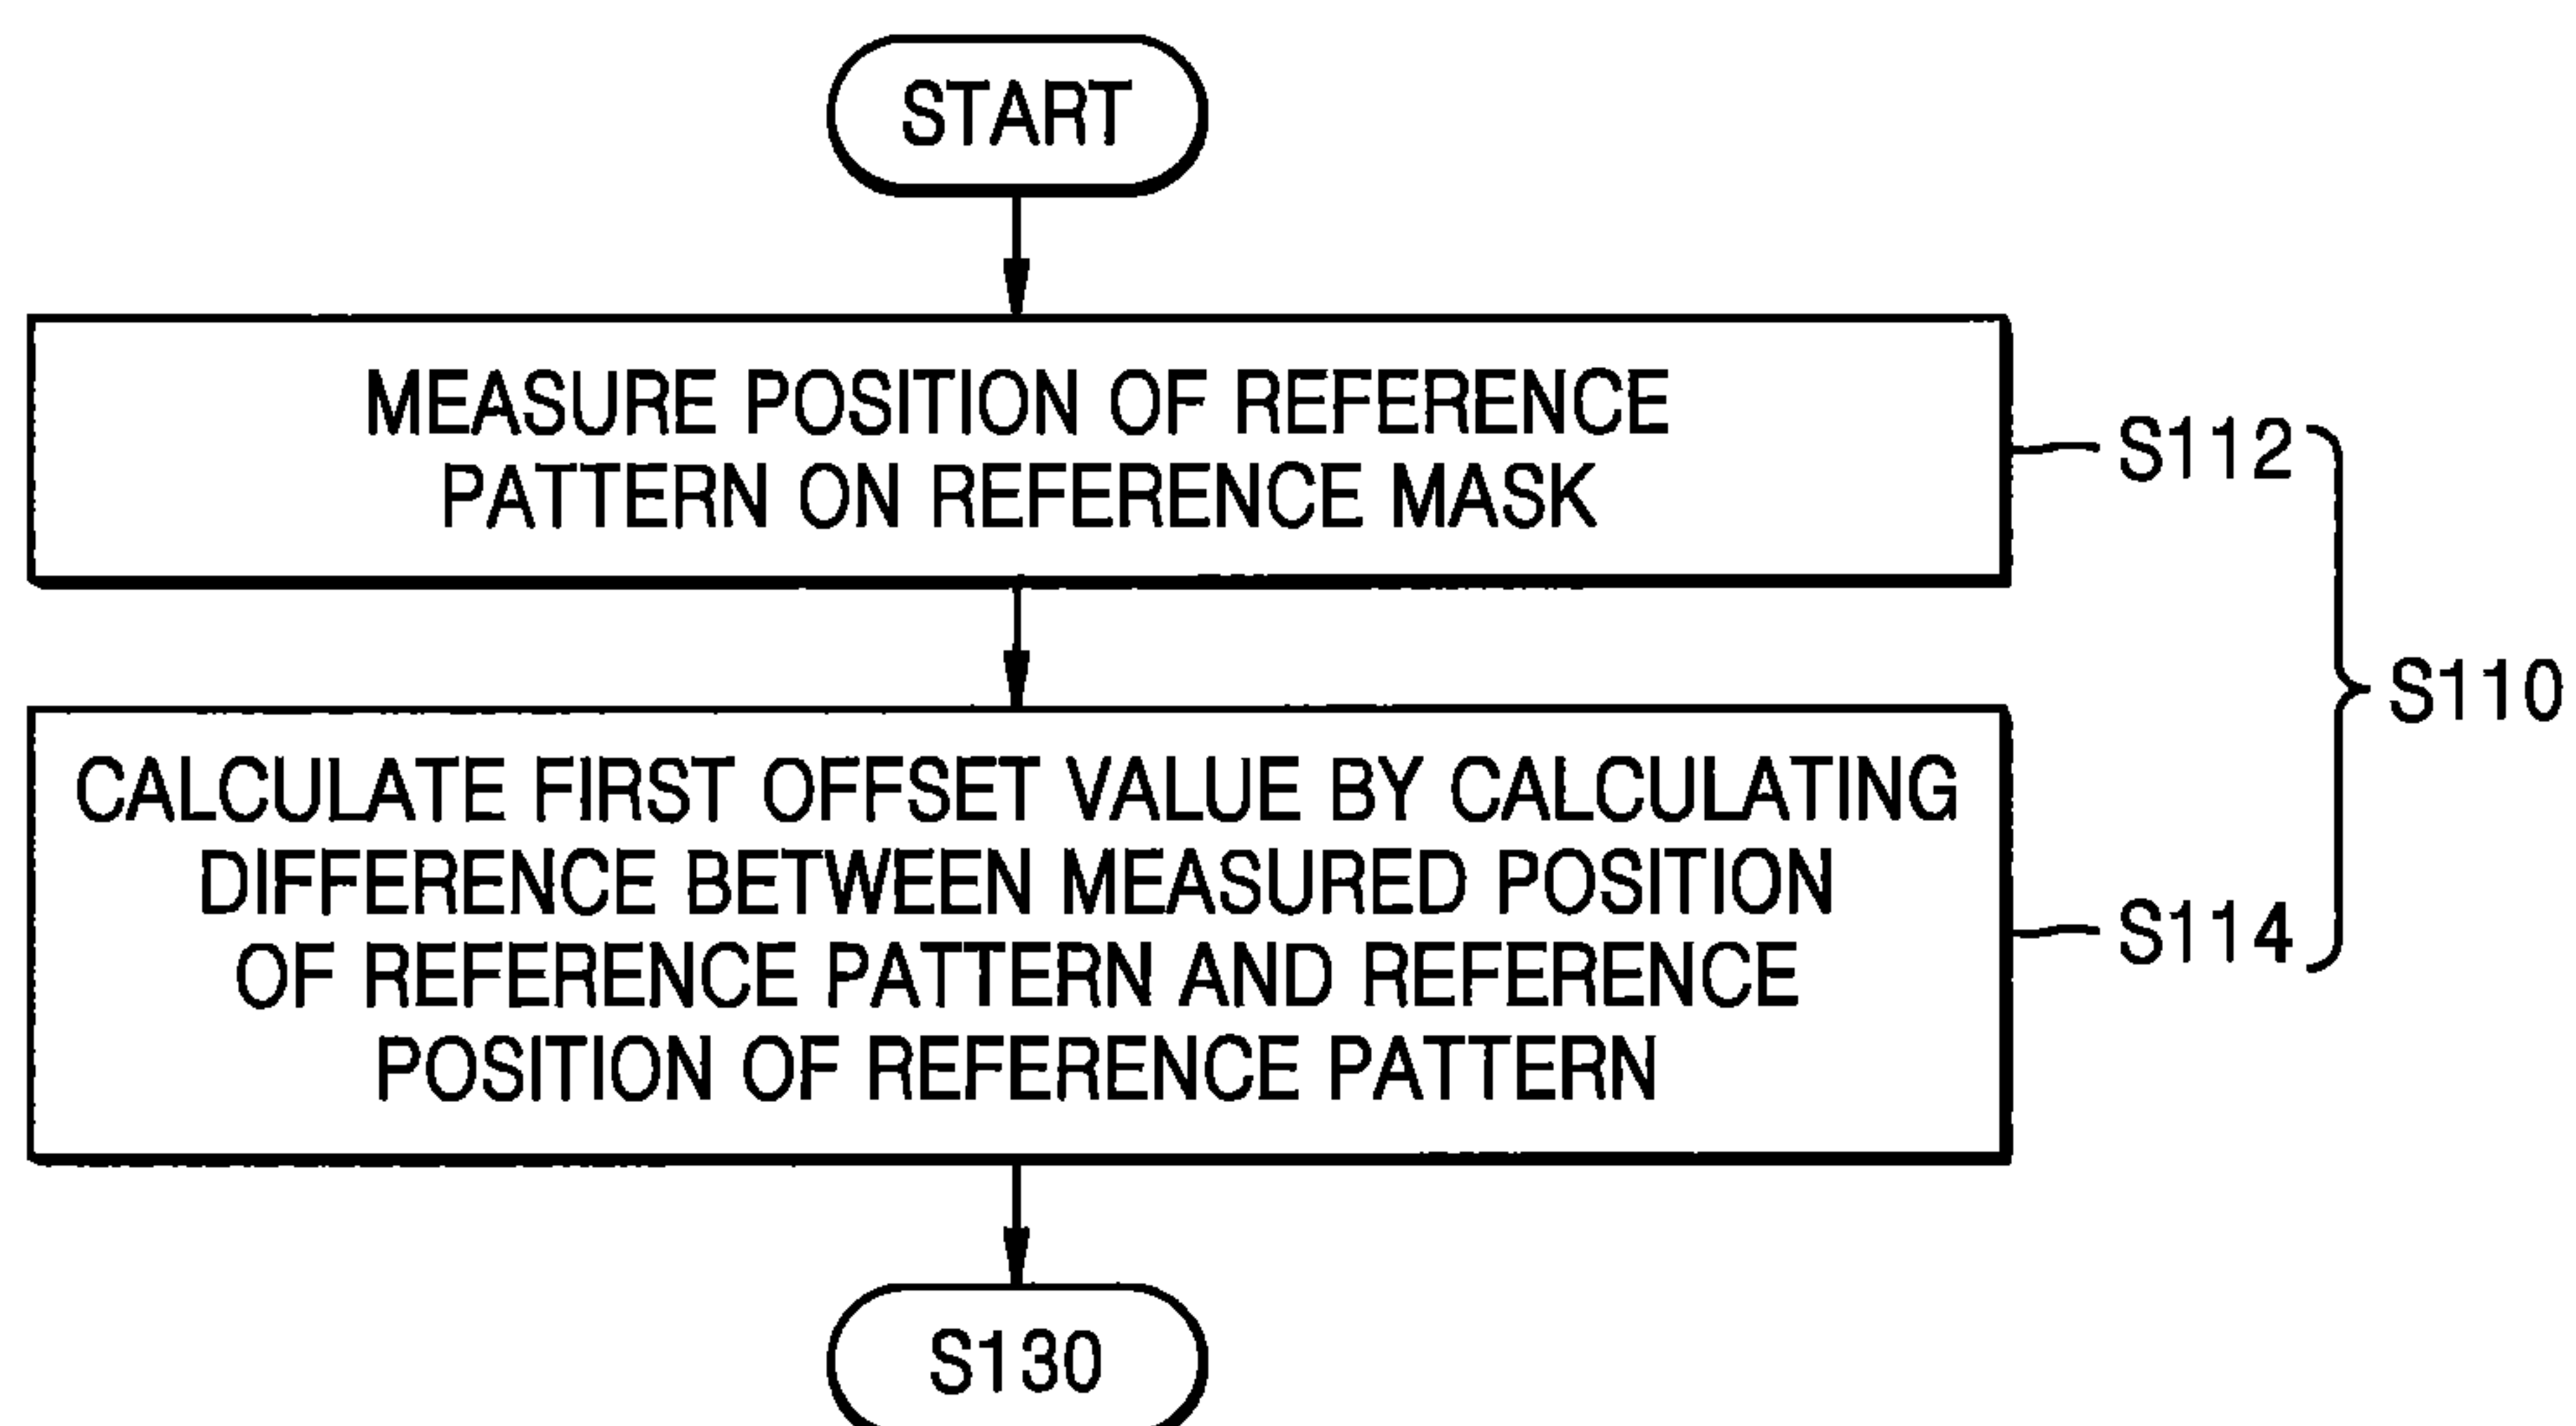 START
MEASURE POSITION OF REFERENCE
PATTERN ON REFERENCE MASK
S112
S110
CALCULATE FIRST OFFSET VALUE BY CALCULATING
DIFFERENCE BETWEEN MEASURED POSITION
OF REFERENCE PATTERN AND REFERENCE
POSITION OF REFERENCE PATTERN
S114
S130